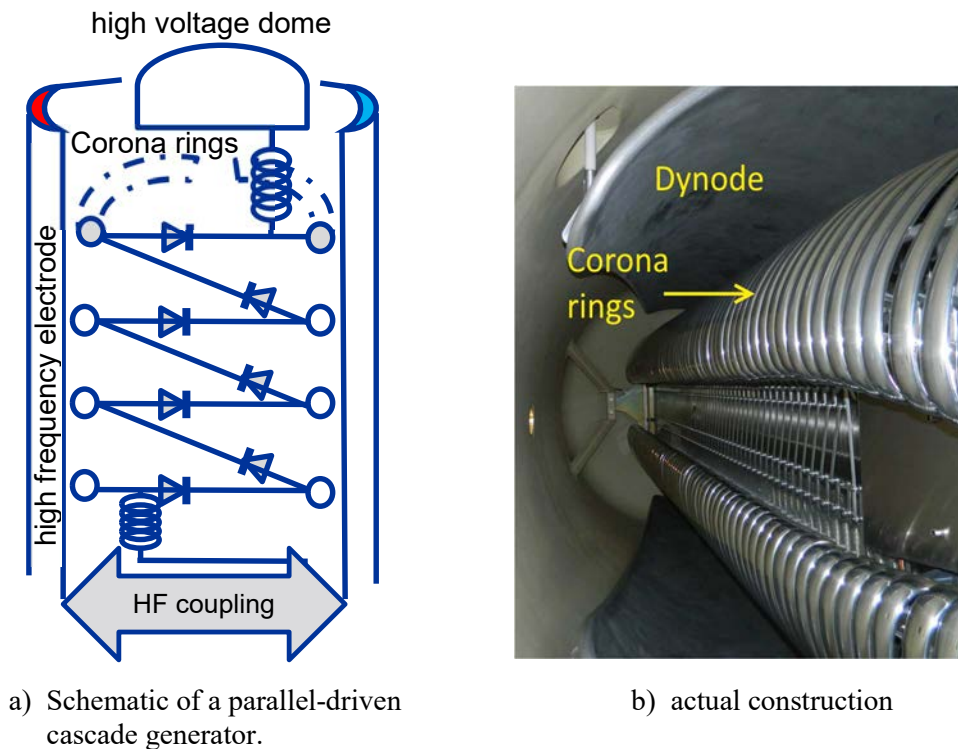 high voltage dome
Corona rings
high frequency electrode
HF coupling
Dynode
Corona
rings
a) Schematic of a parallel-driven
cascade generator.
b) actual construction